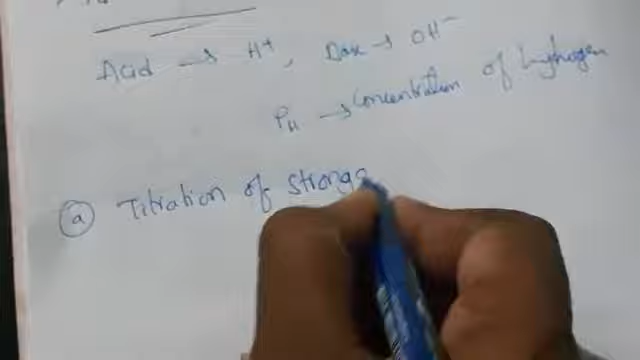 Acid → H⁺, Base → OH⁻
PH → Concentration of hydrogen
(a) Titration of strong